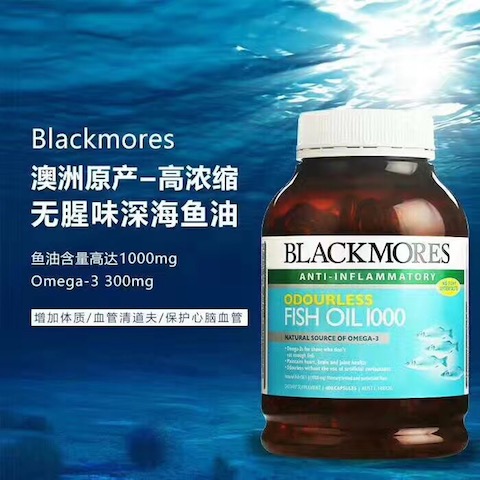 Blackmores
澳洲原产-高浓缩
无腥味深海鱼油
鱼油含量高达1000mg
Omega-3 300mg
增加体质/血管清道夫/保护心脑血管
BLACKMORES
ANTI-INFLAMMATORY
ODOURLESS
FISH OIL 1000
NATURAL SOURCE OF OMEGA-3